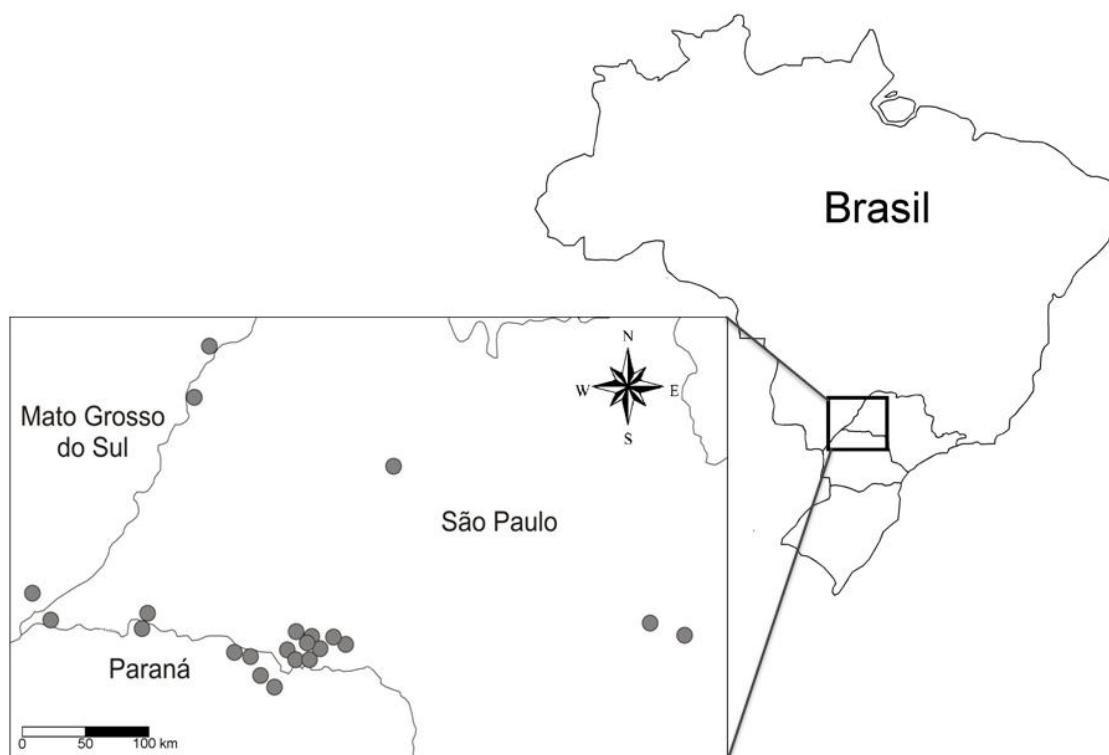 Brasil
N
W E
S
Mato Grosso
do Sul
São Paulo
Paraná
0 50 100 km